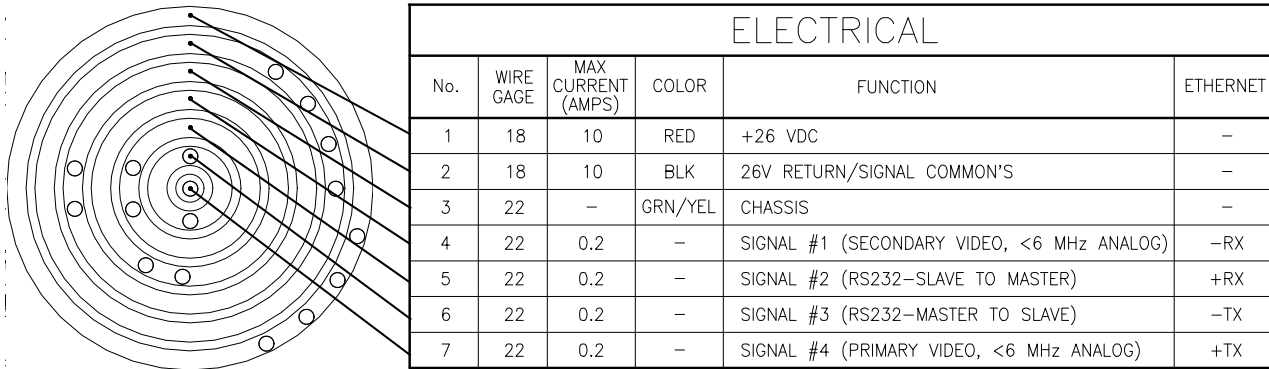 ELECTRICAL
No. WIRE GAGE MAX CURRENT (AMPS) COLOR FUNCTION ETHERNET
1 18 10 RED +26 VDC –
2 18 10 BLK 26V RETURN/SIGNAL COMMON'S –
3 22 – GRN/YEL CHASSIS –
4 22 0.2 – SIGNAL #1 (SECONDARY VIDEO, <6 MHz ANALOG) –RX
5 22 0.2 – SIGNAL #2 (RS232–SLAVE TO MASTER) +RX
6 22 0.2 – SIGNAL #3 (RS232–MASTER TO SLAVE) –TX
7 22 0.2 – SIGNAL #4 (PRIMARY VIDEO, <6 MHz ANALOG) +TX